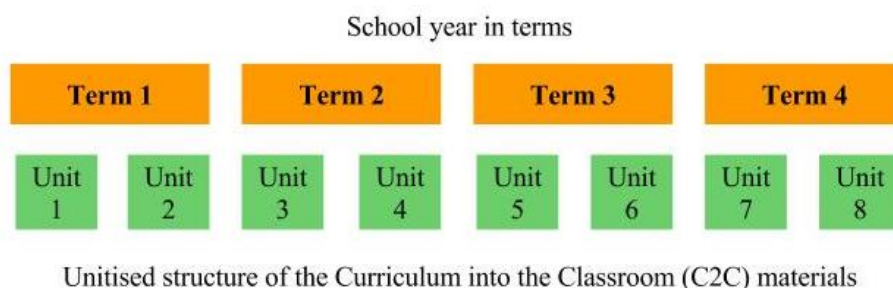 School year in terms
Term 1 Term 2 Term 3 Term 4
Unit Unit Unit Unit Unit Unit Unit Unit
1 2 3 4 5 6 7 8
Unitised structure of the Curriculum into the Classroom (C2C) materials